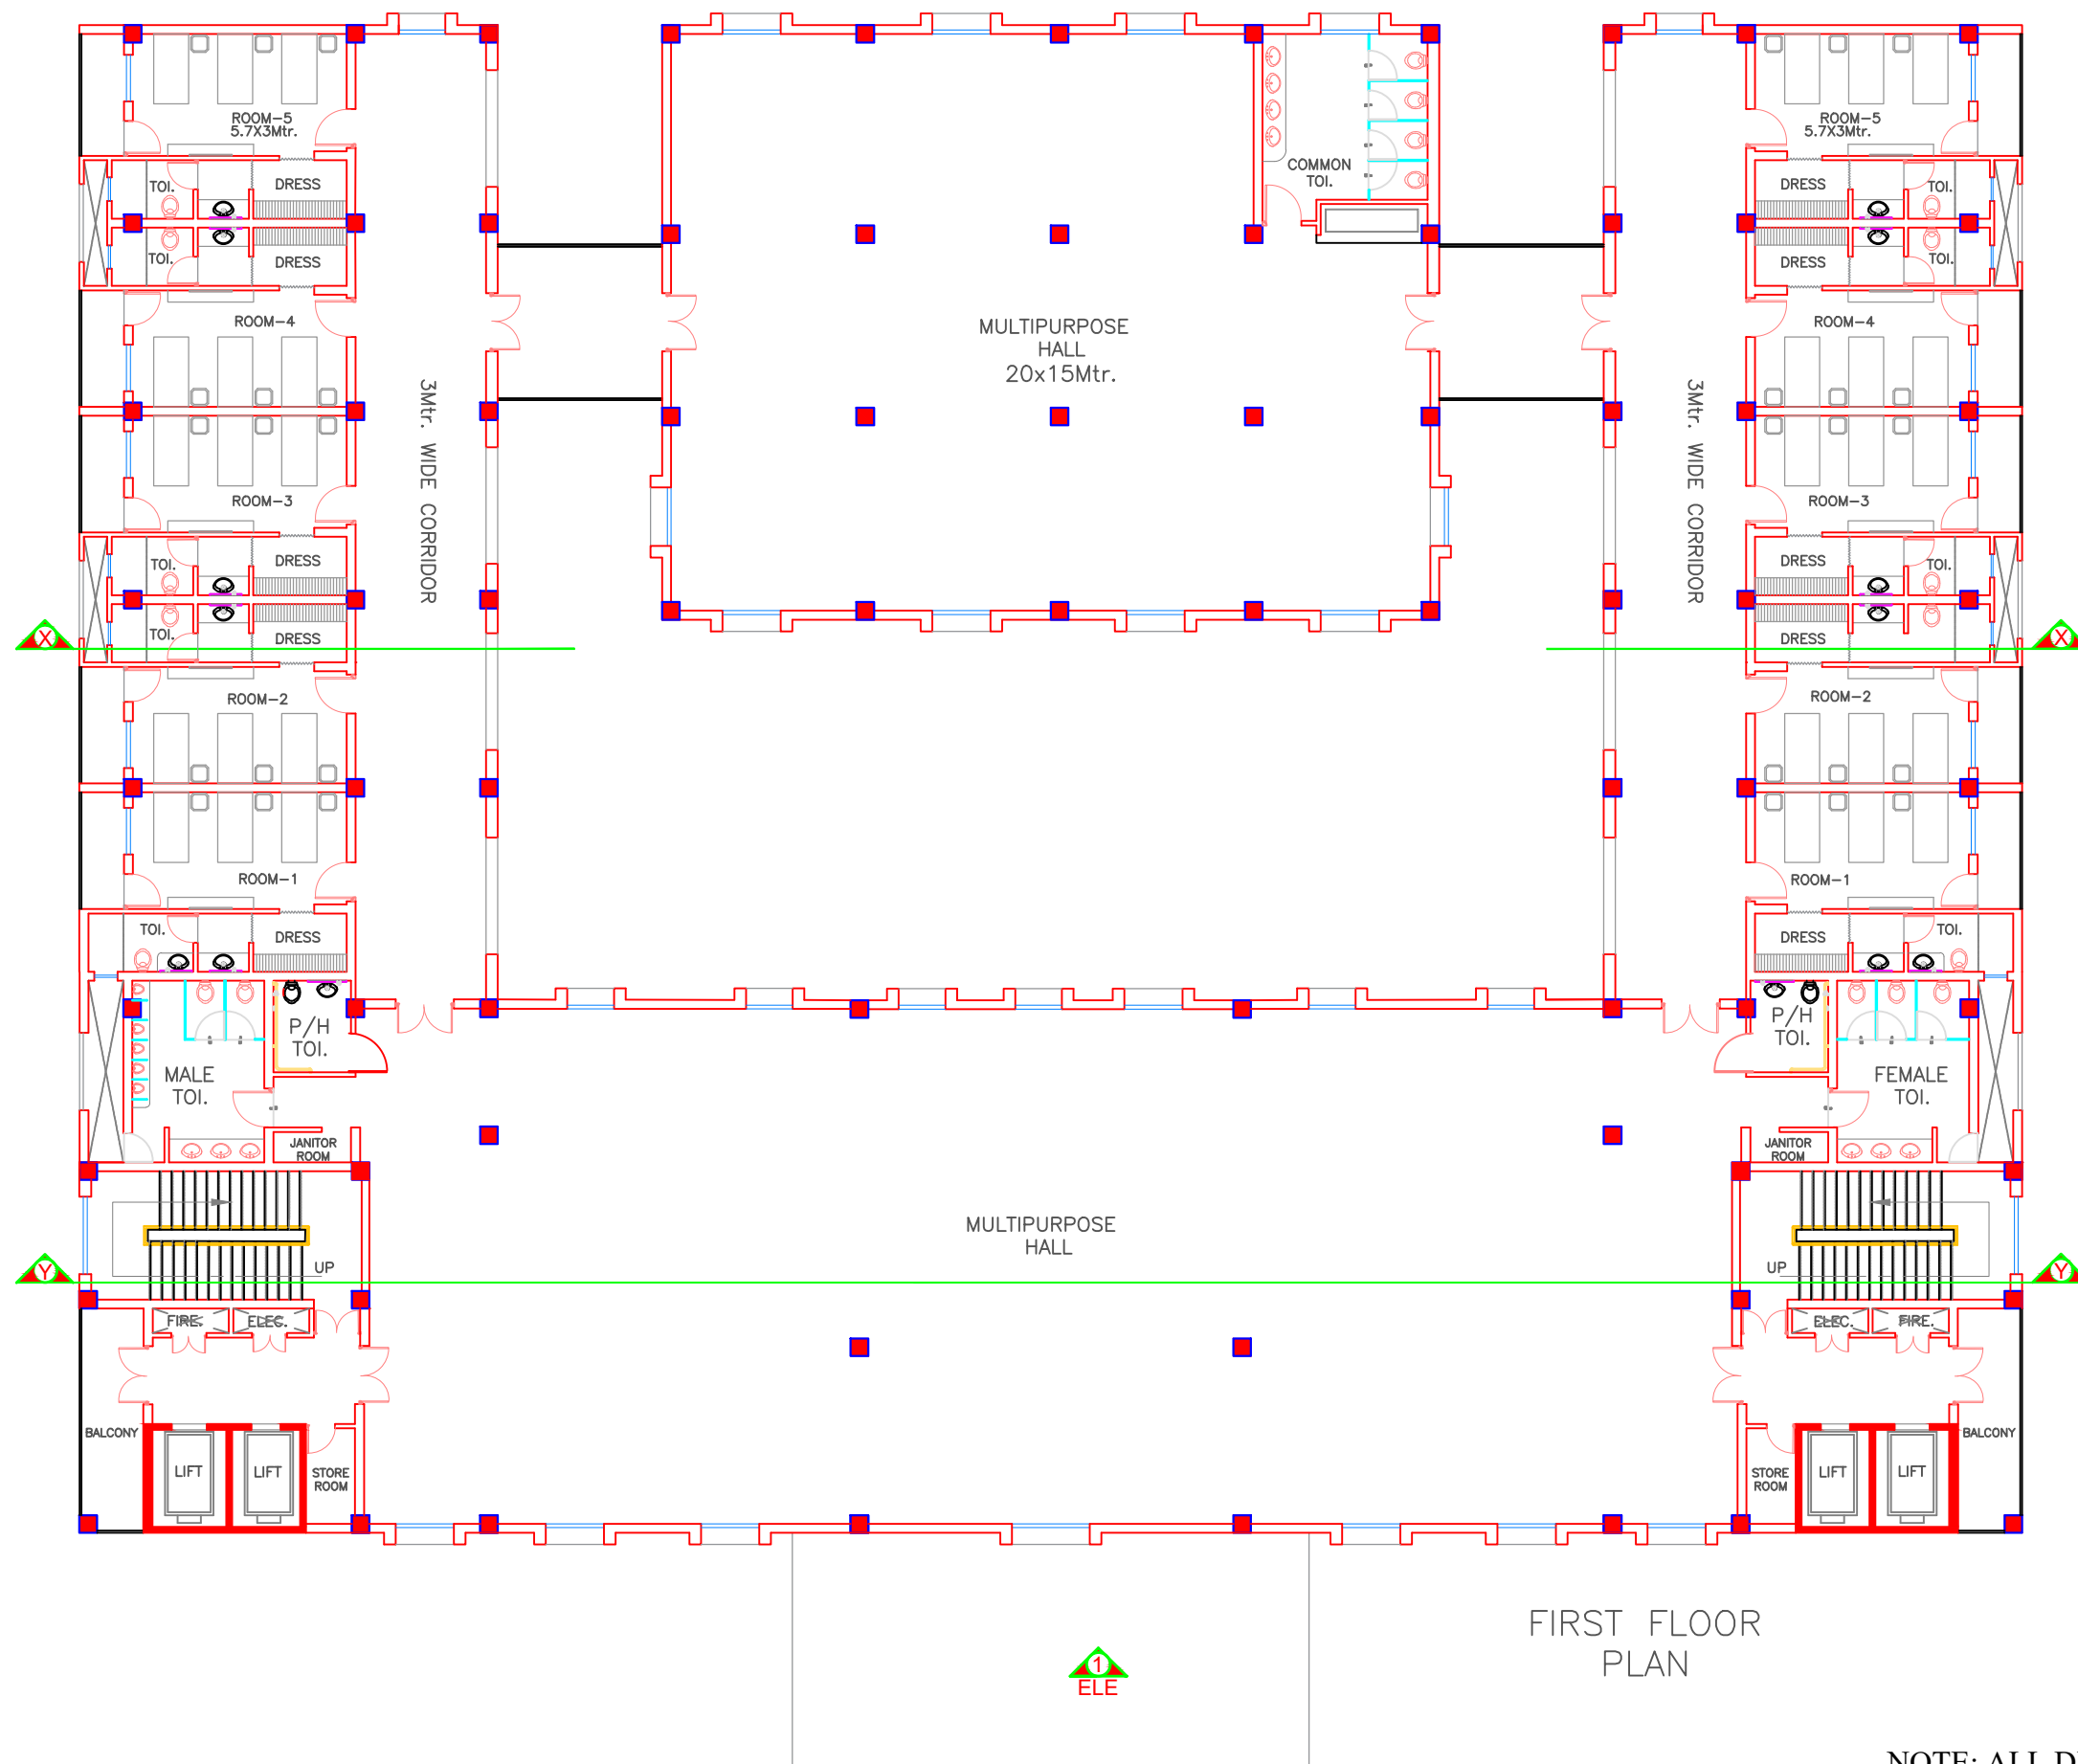 ROOM-5
5.7X3Mtr.
TOI.
DRESS
TOI.
DRESS
ROOM-4
ROOM-3
TOI.
DRESS
TOI.
DRESS
ROOM-2
ROOM-1
TOI.
DRESS
3Mtr. WIDE CORRIDOR
COMMON
TOI.
MULTIPURPOSE
HALL
20x15Mtr.
3Mtr. WIDE CORRIDOR
ROOM-5
5.7X3Mtr.
DRESS
TOI.
DRESS
TOI.
ROOM-4
ROOM-3
DRESS
TOI.
DRESS
ROOM-2
ROOM-1
DRESS
TOI.
X
X
P/H
TOI.
MALE
TOI.
JANITOR
ROOM
P/H
TOI.
FEMALE
TOI.
JANITOR
ROOM
MULTIPURPOSE
HALL
UP
UP
Y
Y
FIRE.
ELEC.
ELEC.
FIRE.
BALCONY
LIFT
LIFT
STORE
ROOM
STORE
ROOM
LIFT
LIFT
BALCONY
FIRST FLOOR
PLAN
1
ELE
NOTE: ALL D